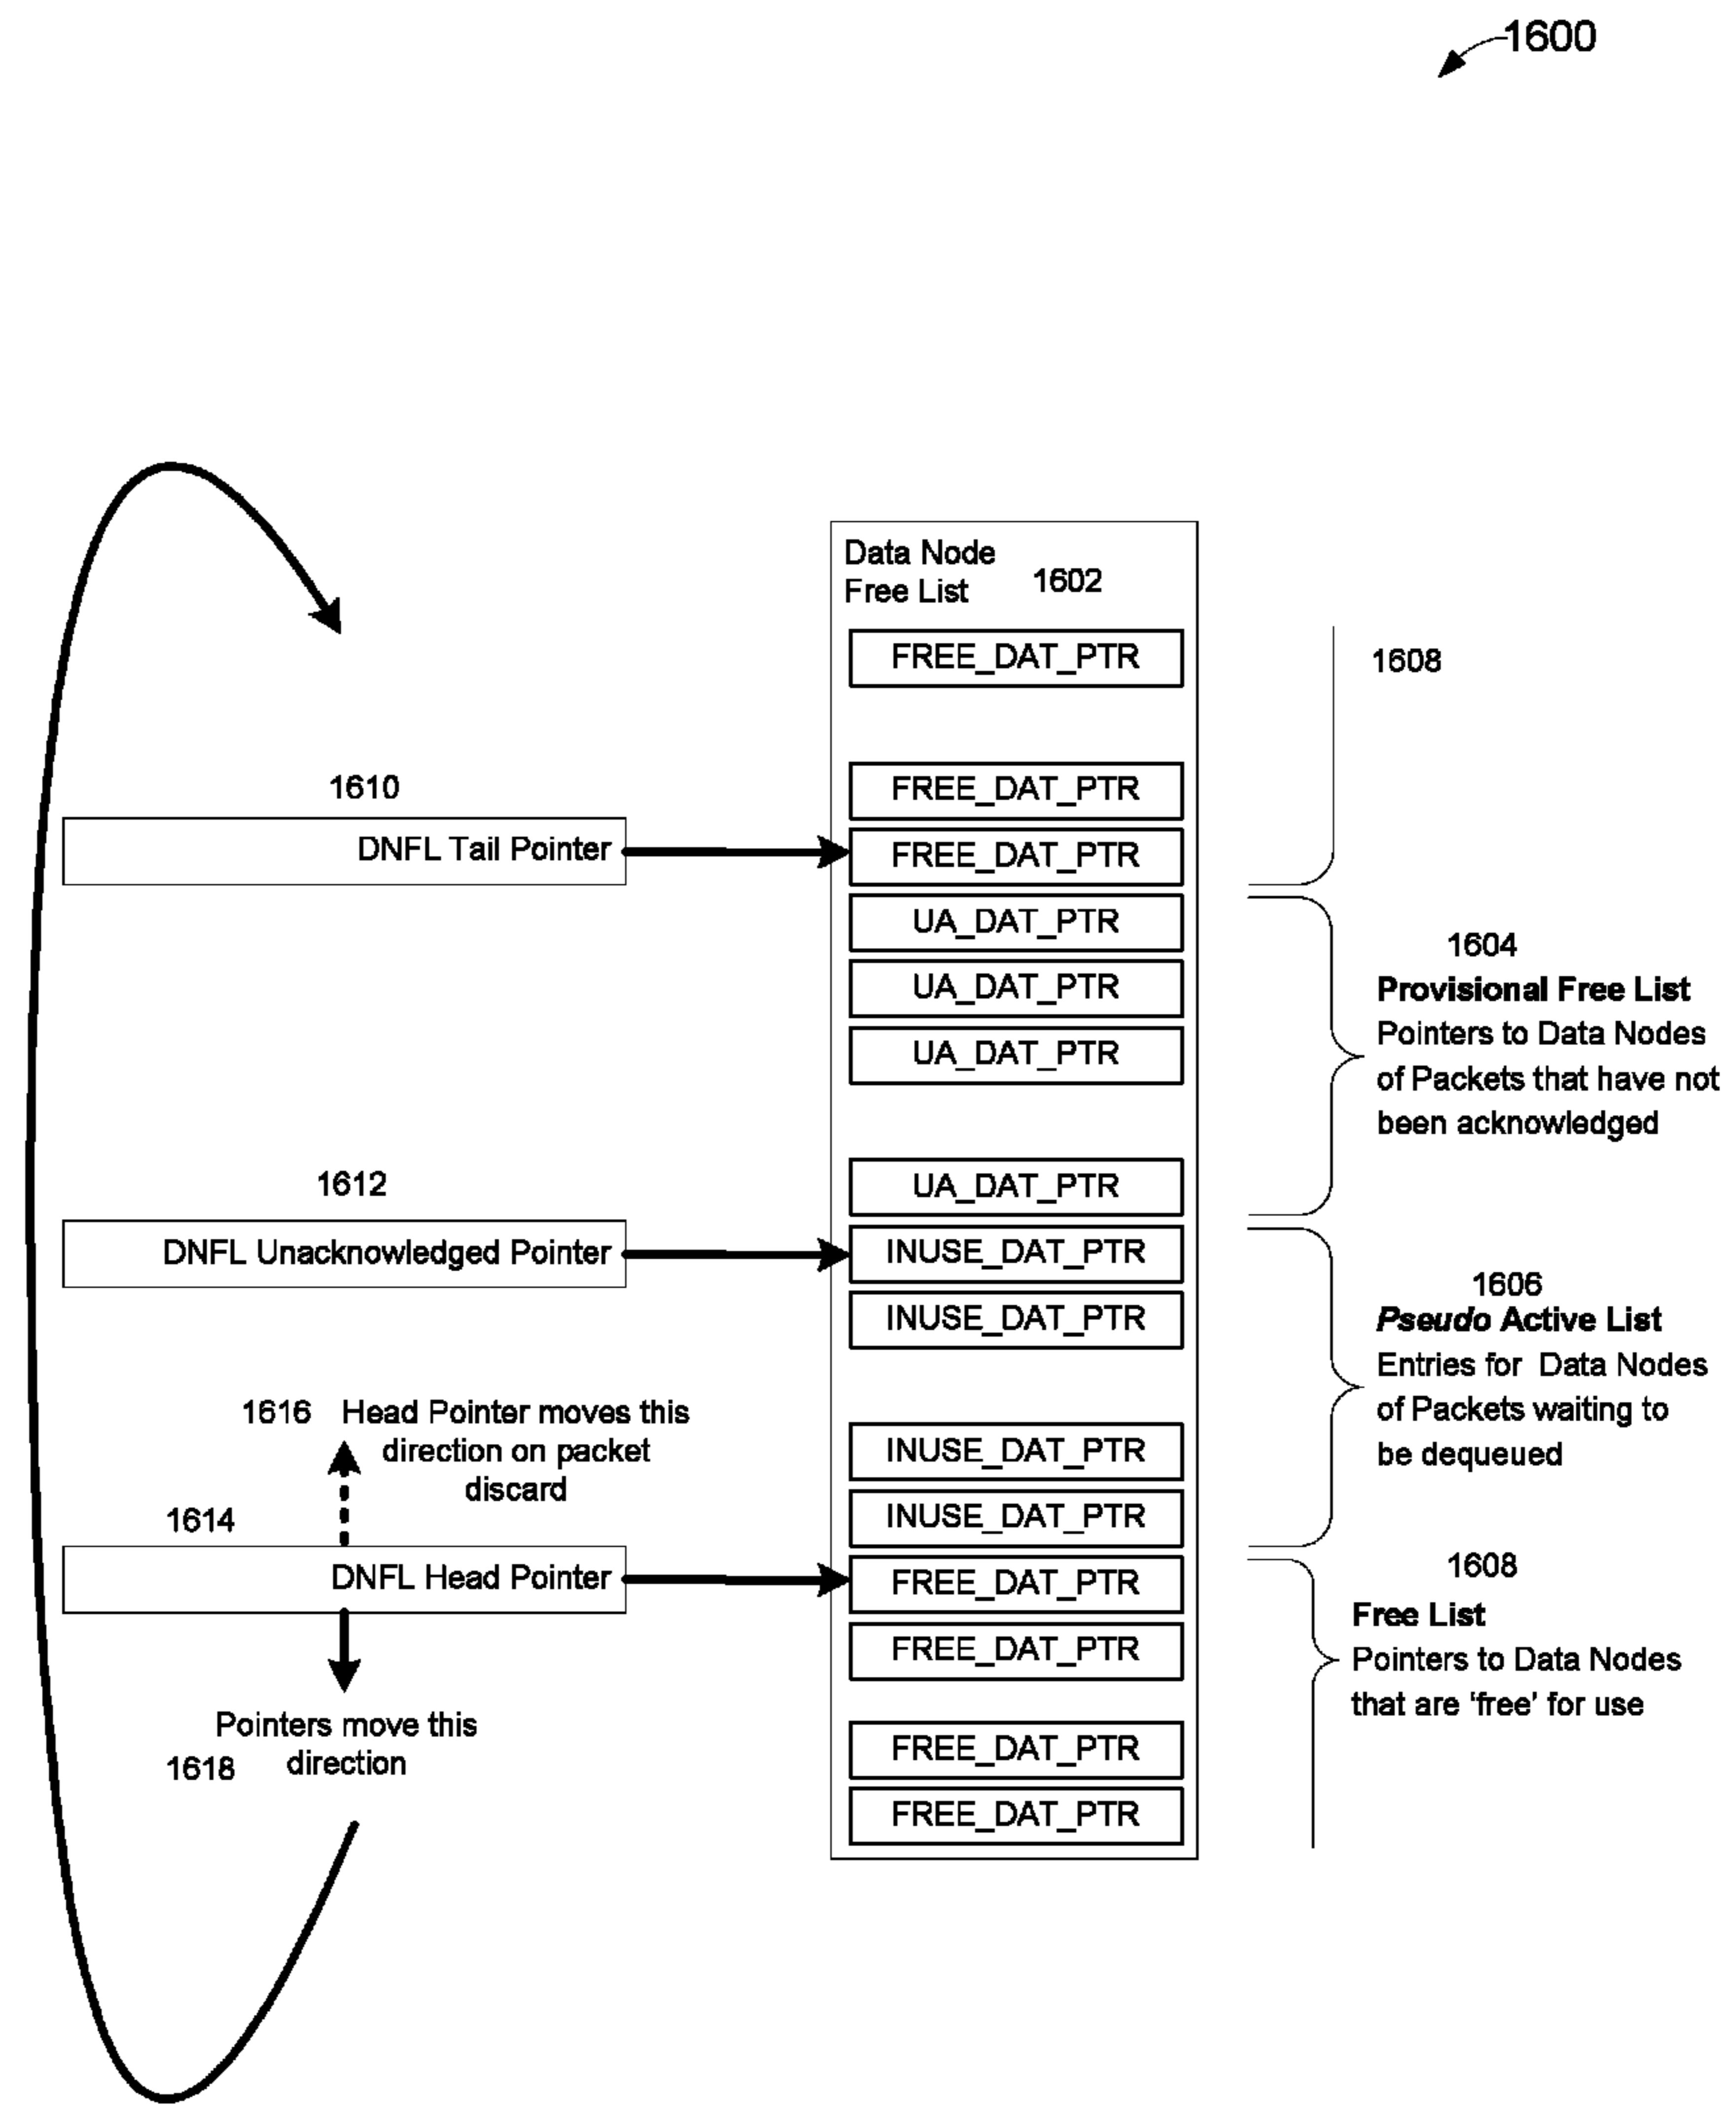 1600
Data Node
Free List
1602
FREE_DAT_PTR
1608
FREE_DAT_PTR
1610
DNFL Tail Pointer
FREE_DAT_PTR
UA_DAT_PTR
1604
Provisional Free List
Pointers to Data Nodes
of Packets that have not
been acknowledged
UA_DAT_PTR
UA_DAT_PTR
UA_DAT_PTR
1612
DNFL Unacknowledged Pointer
INUSE_DAT_PTR
INUSE_DAT_PTR
1606
Pseudo Active List
Entries for Data Nodes
of Packets waiting to
be dequeued
1616
Head Pointer moves this
direction on packet
discard
INUSE_DAT_PTR
INUSE_DAT_PTR
1614
DNFL Head Pointer
FREE_DAT_PTR
1608
Free List
Pointers to Data Nodes
that are 'free' for use
FREE_DAT_PTR
Pointers move this
direction
1618
FREE_DAT_PTR
FREE_DAT_PTR